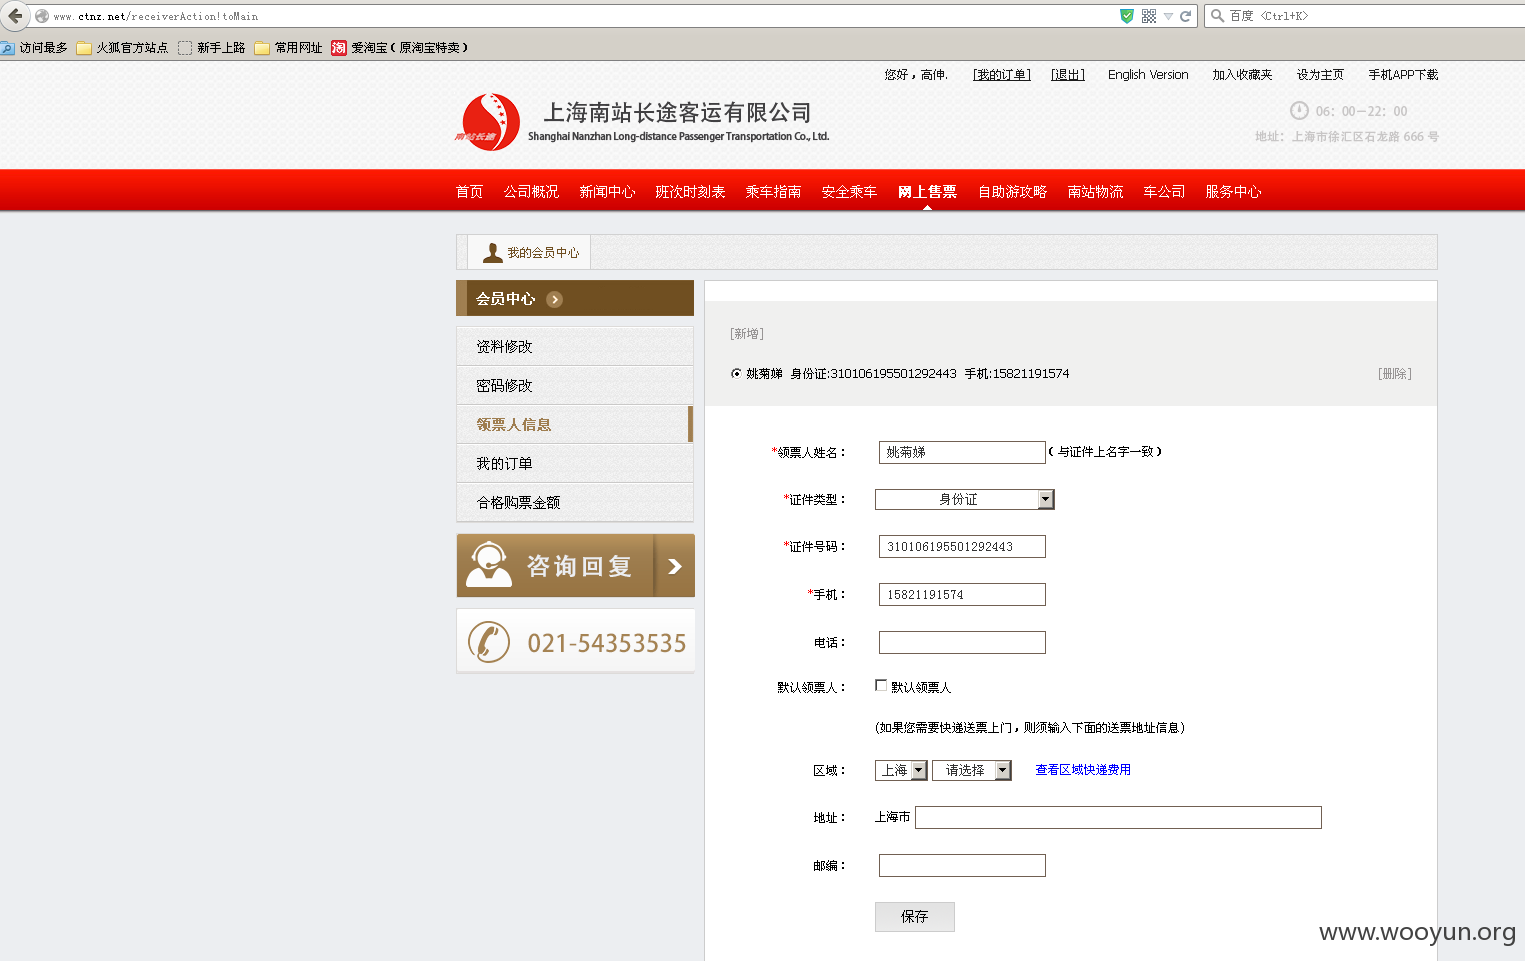 www.ctnz.net/receiverAction!toMain
百度 <Ctrl+K>
访问最多 火狐官方站点 新手上路 常用网址 淘 爱淘宝（原淘宝特卖）
您好，高伸. [我的订单] [退出] English Version 加入收藏夹 设为主页 手机APP下载
上海南站长途客运有限公司
南站长途
Shanghai Nanzhan Long-distance Passenger Transportation Co., Ltd.
06：00—22：00
地址：上海市徐汇区石龙路 666 号
首页 公司概况 新闻中心 班次时刻表 乘车指南 安全乘车 网上售票 自助游攻略 南站物流 车公司 服务中心
我的会员中心
会员中心
资料修改
密码修改
领票人信息
我的订单
合格购票金额
咨询回复
021-54353535
[新增]
姚菊娣 身份证:310106195501292443 手机:15821191574 [删除]
*领票人姓名： 姚菊娣 （与证件上名字一致）
*证件类型： 身份证
*证件号码： 310106195501292443
*手机： 15821191574
电话：
默认领票人： 默认领票人
(如果您需要快递送票上门，则须输入下面的送票地址信息)
区域： 上海 请选择 查看区域快递费用
地址： 上海市
邮编：
保存
www.wooyun.org